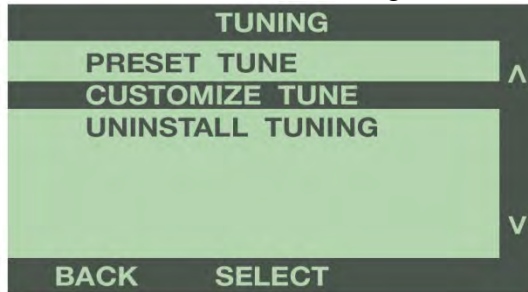 TUNING
PRESET TUNE
CUSTOMIZE TUNE
UNINSTALL TUNING
BACK SELECT